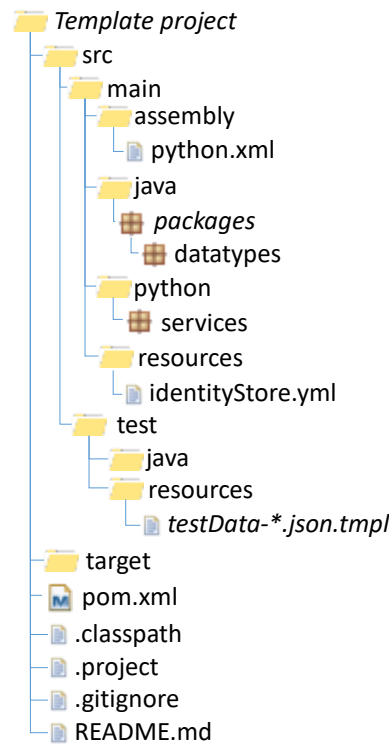 Template project
src
main
assembly
python.xml
java
packages
datatypes
python
services
resources
identityStore.yml
test
java
resources
testData-*.json.tmpl
target
pom.xml
.classpath
.project
.gitignore
README.md